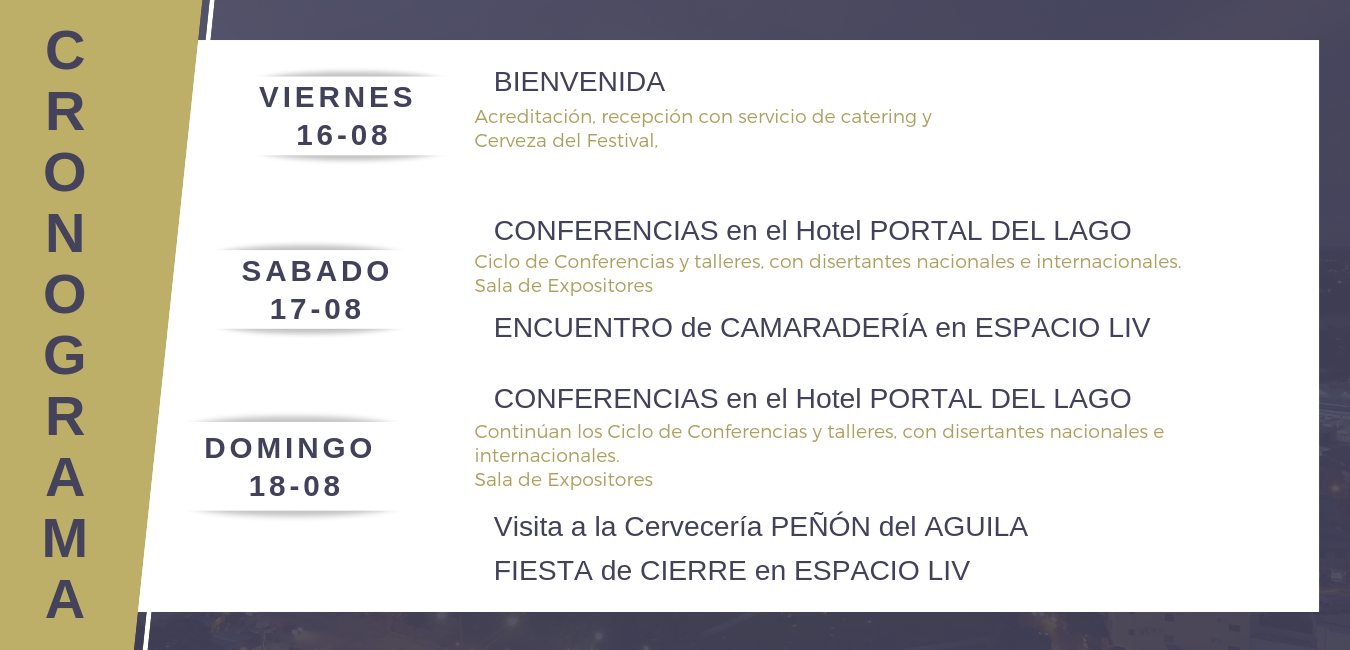 CRONOGRAMA
VIERNES
16-08
BIENVENIDA
Acreditación, recepción con servicio de catering y
Cerveza del Festival,
SABADO
17-08
CONFERENCIAS en el Hotel PORTAL DEL LAGO
Ciclo de Conferencias y talleres, con disertantes nacionales e internacionales.
Sala de Expositores
ENCUENTRO de CAMARADERÍA en ESPACIO LIV
DOMINGO
18-08
CONFERENCIAS en el Hotel PORTAL DEL LAGO
Continúan los Ciclo de Conferencias y talleres, con disertantes nacionales e
internacionales.
Sala de Expositores
Visita a la Cervecería PEÑÓN del AGUILA
FIESTA de CIERRE en ESPACIO LIV